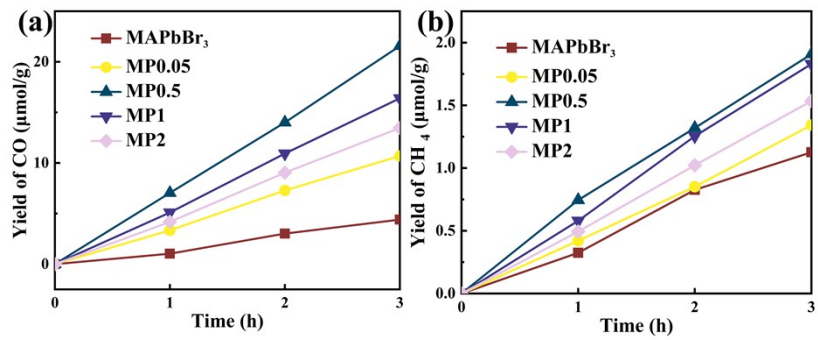 (a)
MAPbBr3
MP0.05
MP0.5
MP1
MP2
Yield of CO (μmol/g)
20
10
0
0 1 2 3
Time (h)
(b)
MAPbBr3
MP0.05
MP0.5
MP1
MP2
Yield of CH 4 (μmol/g)
2.0
1.5
1.0
0.5
0.0
0 1 2 3
Time (h)